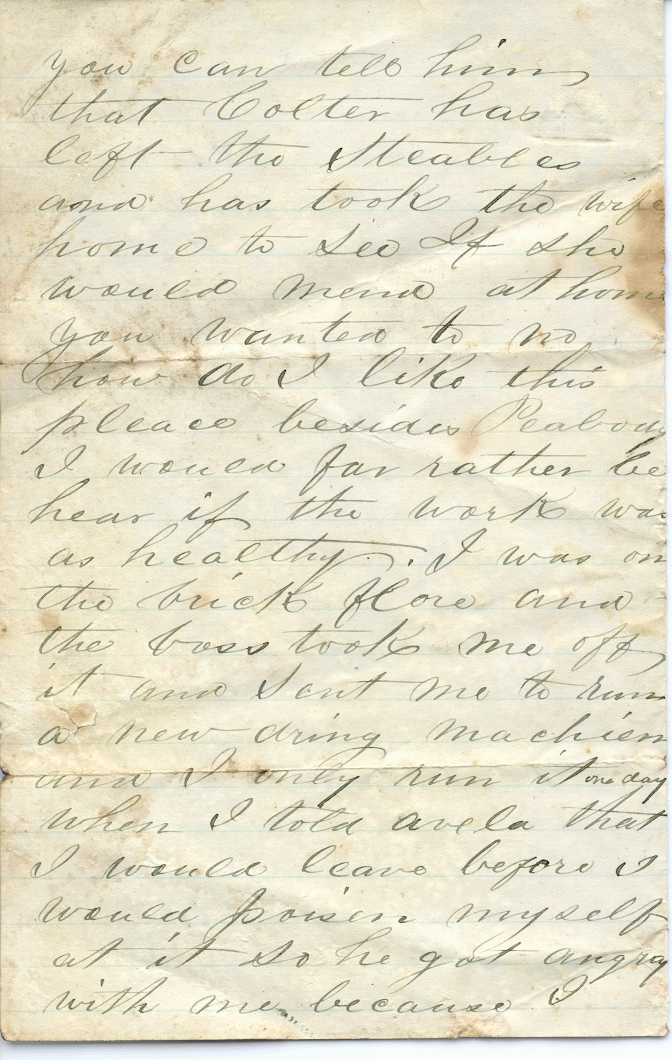 you can tell him
that Colter has
left the Steables
and has took the wife
home to see If she
would mend at home
you wanted to no
how do I like this
pleace besides Peabody
I would far rather be
hear if the work was
as healthy. I was on
the brick flore and
the boss took me off
it and sent me to run
a new dring machien
and I only run it one day
when I told that
I would leave before I
would poisen myself
at it so he got angry
with me because I